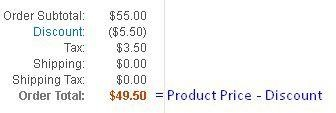 Order Subtotal: $55.00
Discount: ($5.50)
Tax: $3.50
Shipping: $0.00
Shipping Tax: $0.00
Order Total: $49.50 = Product Price - Discount